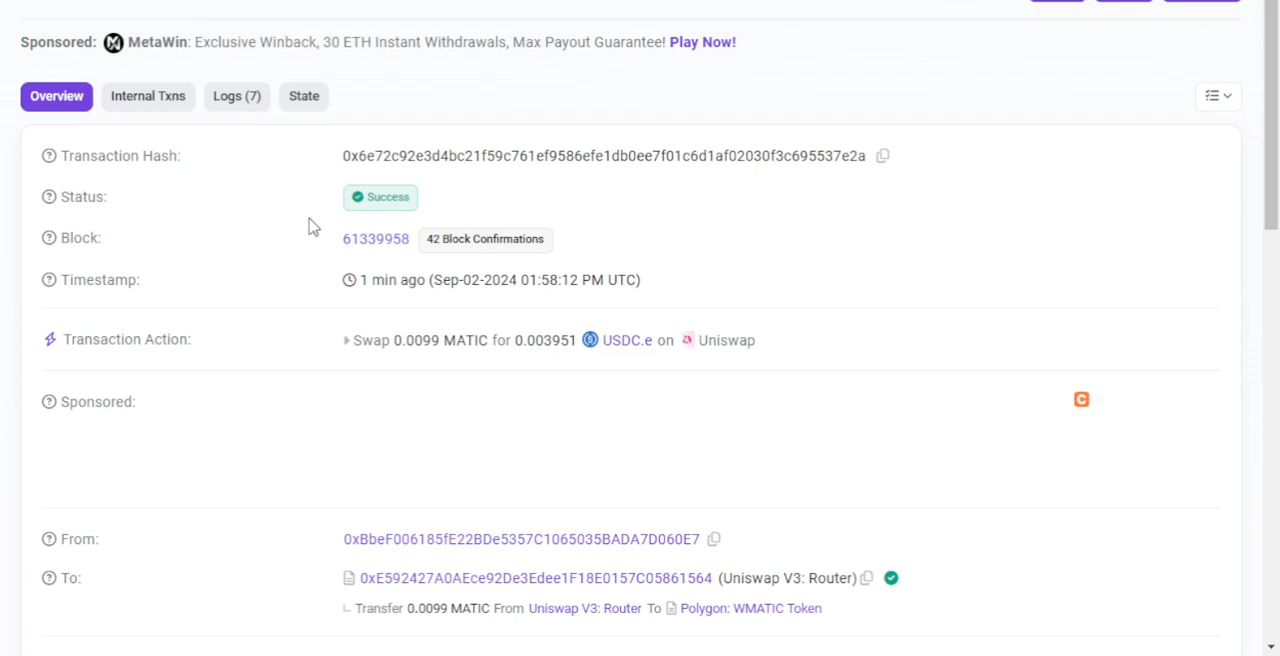 Sponsored: MetaWin: Exclusive Winback, 30 ETH Instant Withdrawals, Max Payout Guarantee! Play Now!
Overview Internal Txns Logs (7) State
Transaction Hash: 0x6e72c92e3d4bc21f59c761ef9586efe1db0ee7f01c6d1af02030f3c695537e2a
Status: Success
Block: 61339958 42 Block Confirmations
Timestamp: 1 min ago (Sep-02-2024 01:58:12 PM UTC)
Transaction Action: Swap 0.0099 MATIC for 0.003951 USDC.e on Uniswap
Sponsored:
From: 0xBbeF006185fE22BDe5357C1065035BADA7D060E7
To: 0xE592427A0AEce92De3Edee1F18E0157C05861564 (Uniswap V3: Router)
Transfer 0.0099 MATIC From Uniswap V3: Router To Polygon: WMATIC Token